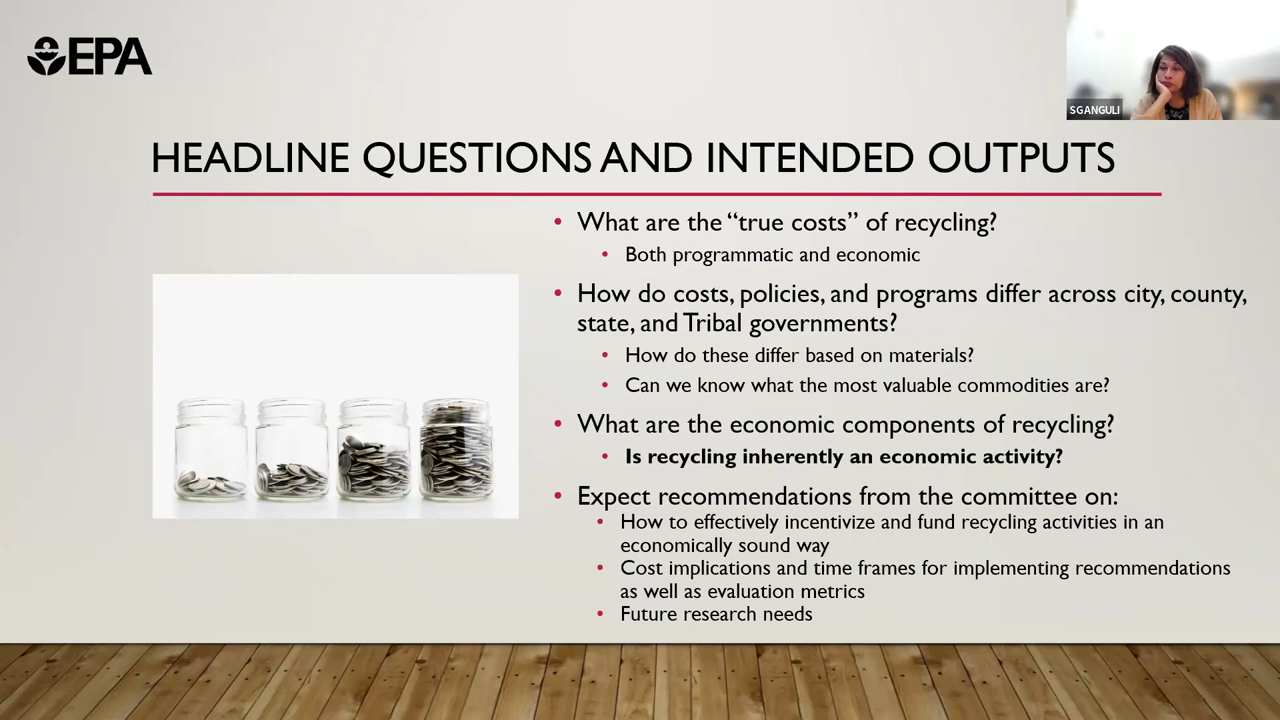 EPA
SGANGULI
HEADLINE QUESTIONS AND INTENDED OUTPUTS
• What are the “true costs” of recycling?
• Both programmatic and economic
• How do costs, policies, and programs differ across city, county,
state, and Tribal governments?
• How do these differ based on materials?
• Can we know what the most valuable commodities are?
• What are the economic components of recycling?
• Is recycling inherently an economic activity?
• Expect recommendations from the committee on:
• How to effectively incentivize and fund recycling activities in an
economically sound way
• Cost implications and time frames for implementing recommendations
as well as evaluation metrics
• Future research needs